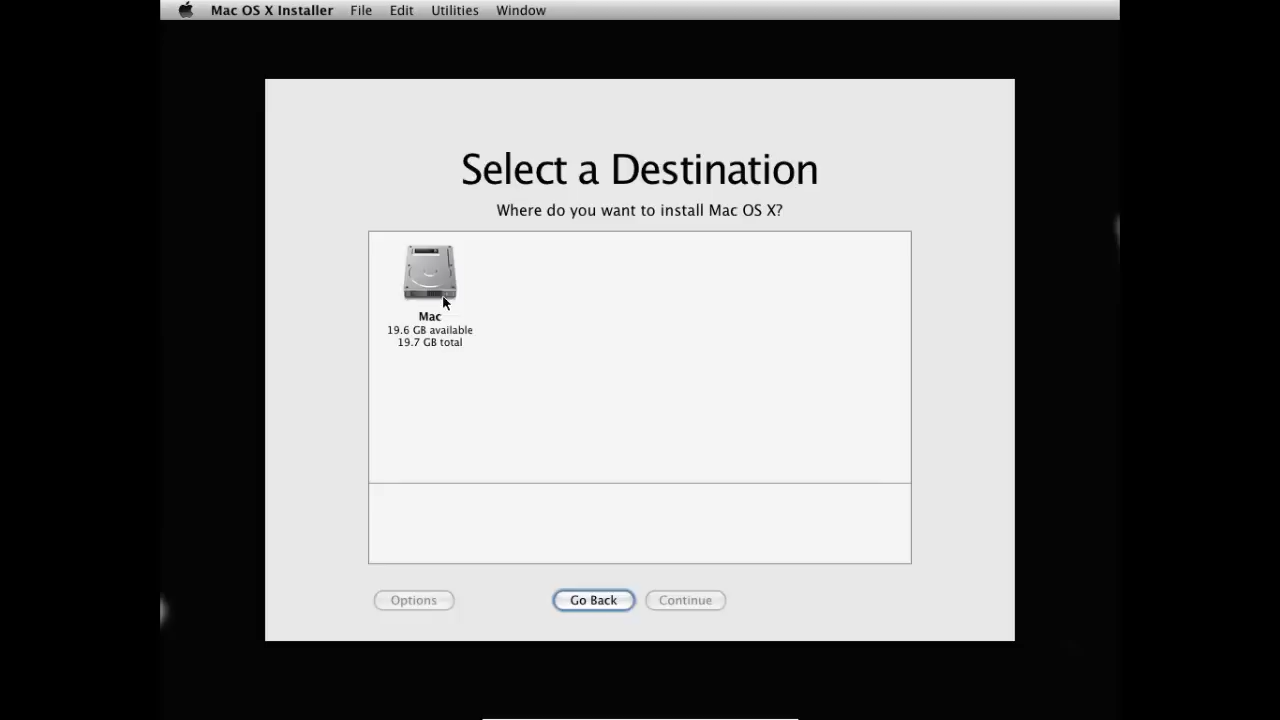 Mac OS X Installer File Edit Utilities Window
Select a Destination
Where do you want to install Mac OS X?
Mac
19.6 GB available
19.7 GB total
Options Go Back Continue